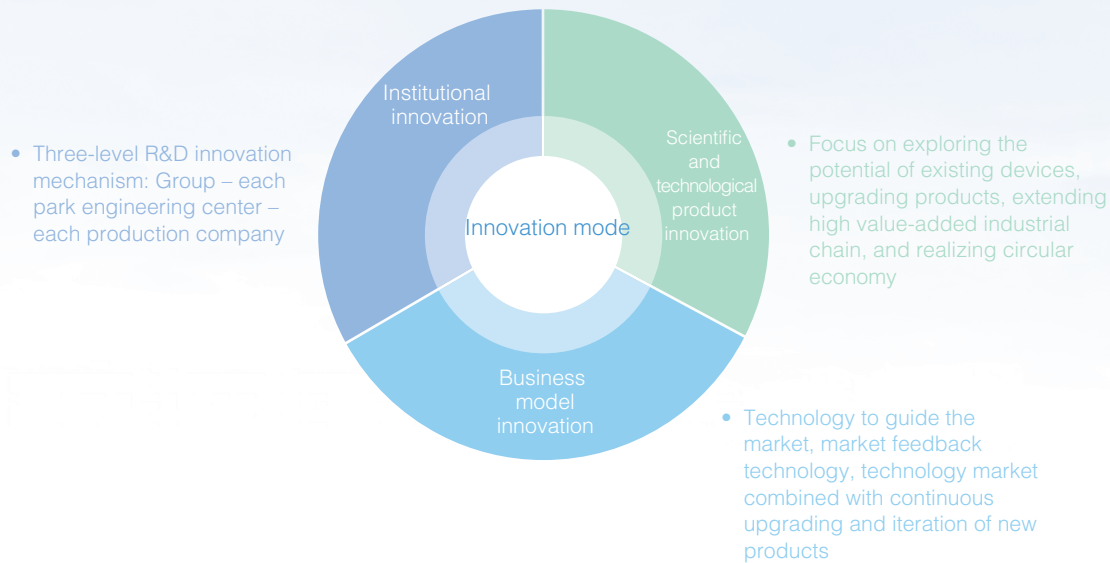 Institutional
innovation
Scientific
and
technological
product
innovation
Innovation mode
Business
model
innovation
• Three-level R&D innovation
mechanism: Group – each
park engineering center –
each production company
• Focus on exploring the
potential of existing devices,
upgrading products, extending
high value-added industrial
chain, and realizing circular
economy
• Technology to guide the
market, market feedback
technology, technology market
combined with continuous
upgrading and iteration of new
products